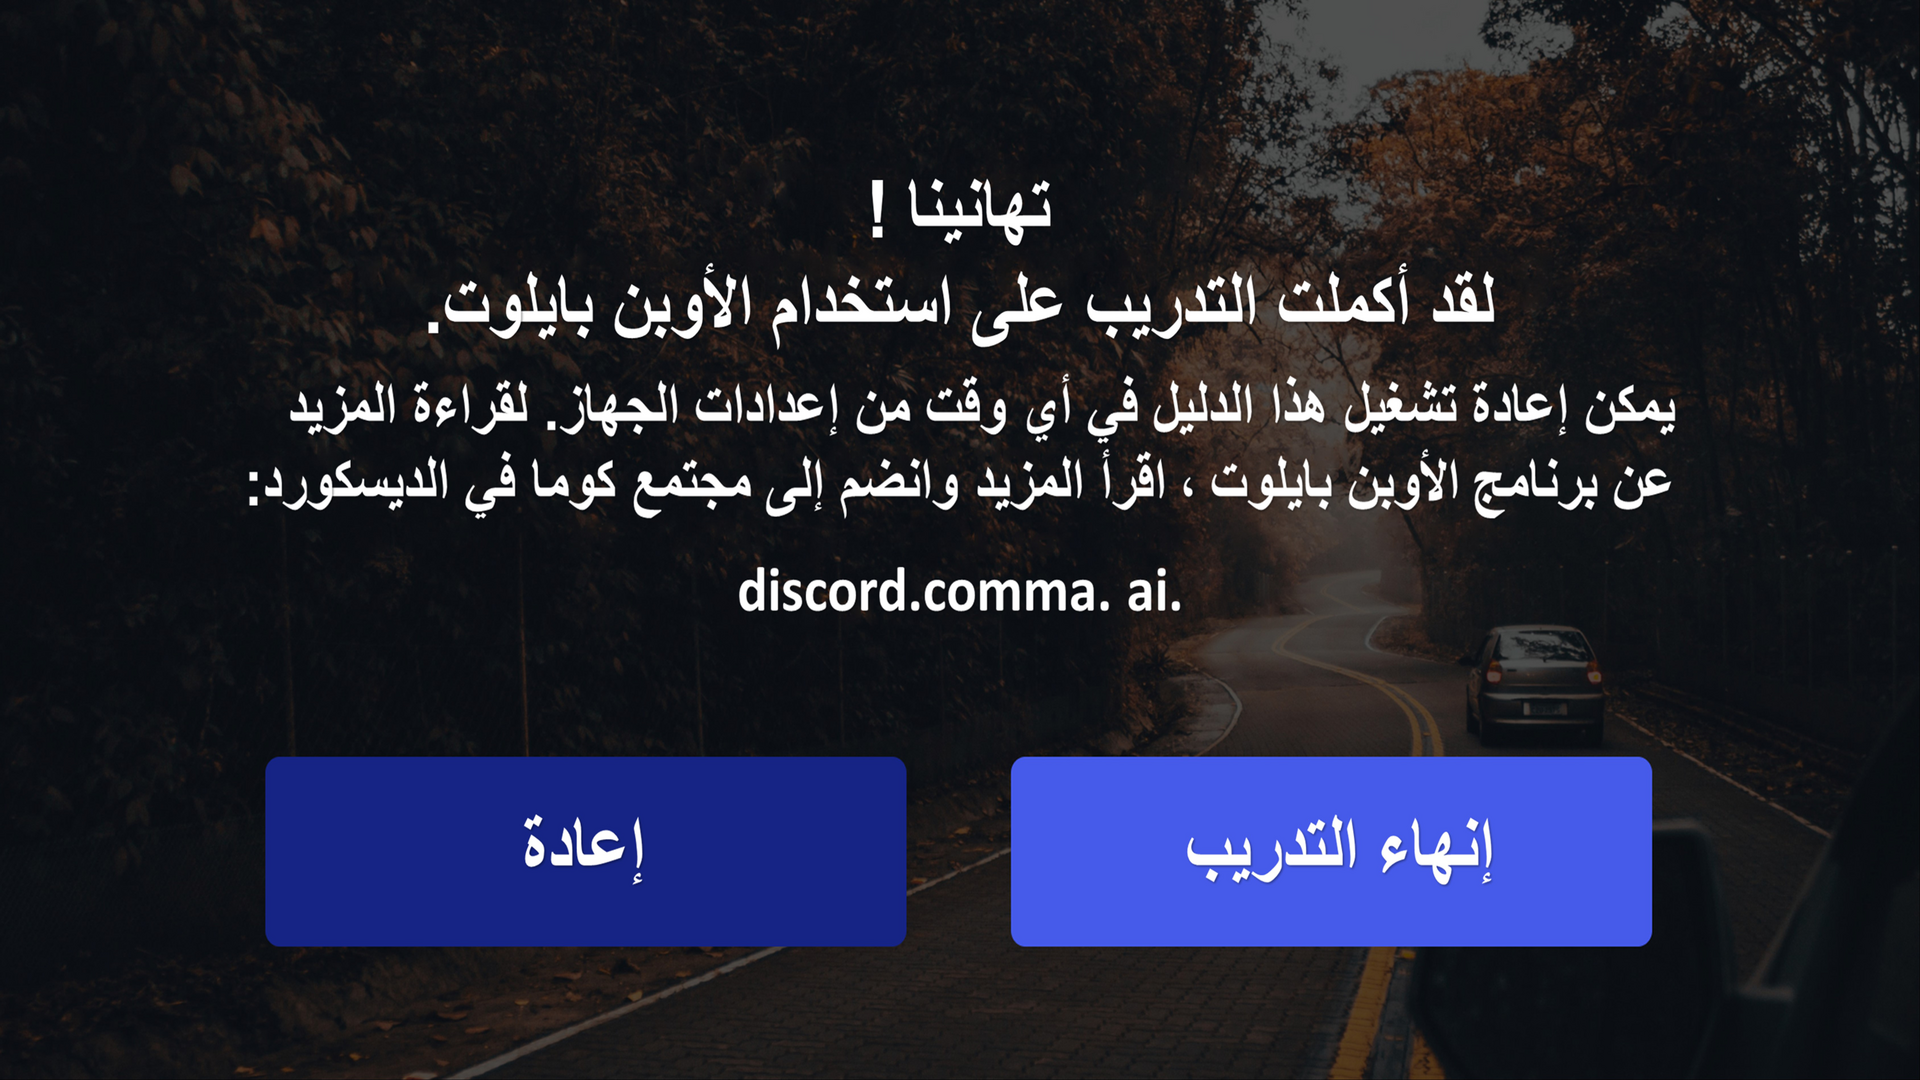 تهانينا !
لقد أكملت التدريب على استخدام الأوبن بايلوت.
يمكن إعادة تشغيل هذا الدليل في أي وقت من إعدادات الجهاز. لقراءة المزيد
عن برنامج الأوبن بايلوت ، اقرأ المزيد وانضم إلى مجتمع كوما في الديسكورد:
discord.comma. ai.
إنهاء التدريب
إعادة